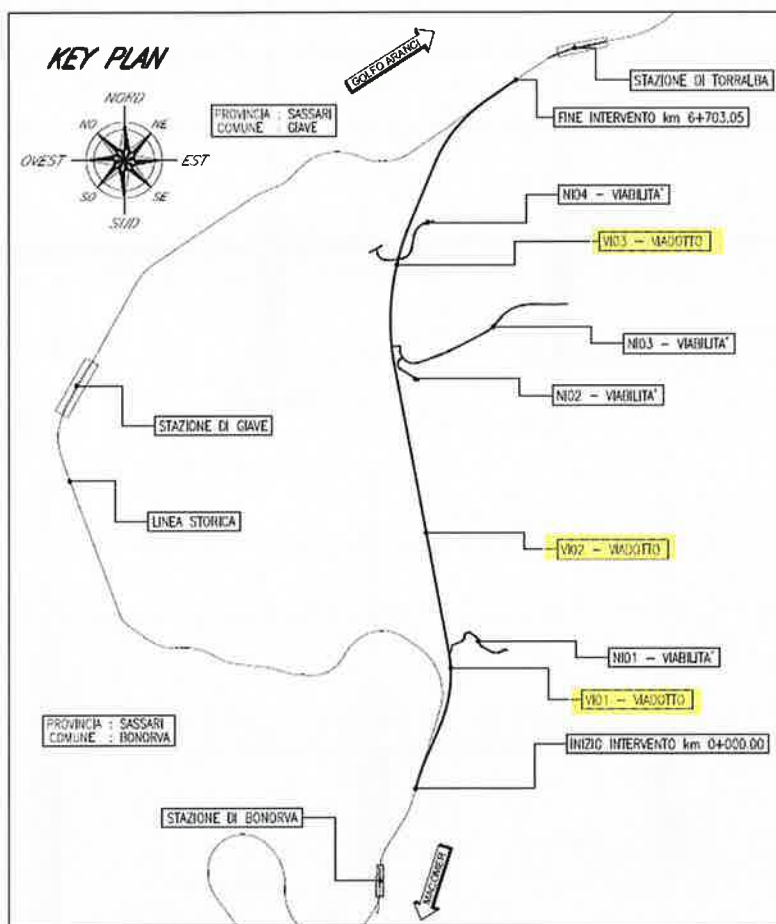 KEY PLAN
GOLFO ARANCI
NORD
NO
NE
OVEST
EST
SO
SE
SUD
PROVINCIA : SASSARI
COMUNE : GIAVE
STAZIONE DI TORRALBA
FINE INTERVENTO km 6+703.05
NI04 - VIABILITA'
VI03 - VIADOTTO
NI03 - VIABILITA'
NI02 - VIABILITA'
STAZIONE DI GIAVE
LINEA STORICA
VI02 - VIADOTTO
NI01 - VIABILITA'
VI01 - VIADOTTO
PROVINCIA : SASSARI
COMUNE : BONORVA
INIZIO INTERVENTO km 0+000.00
STAZIONE DI BONORVA
MACOMER